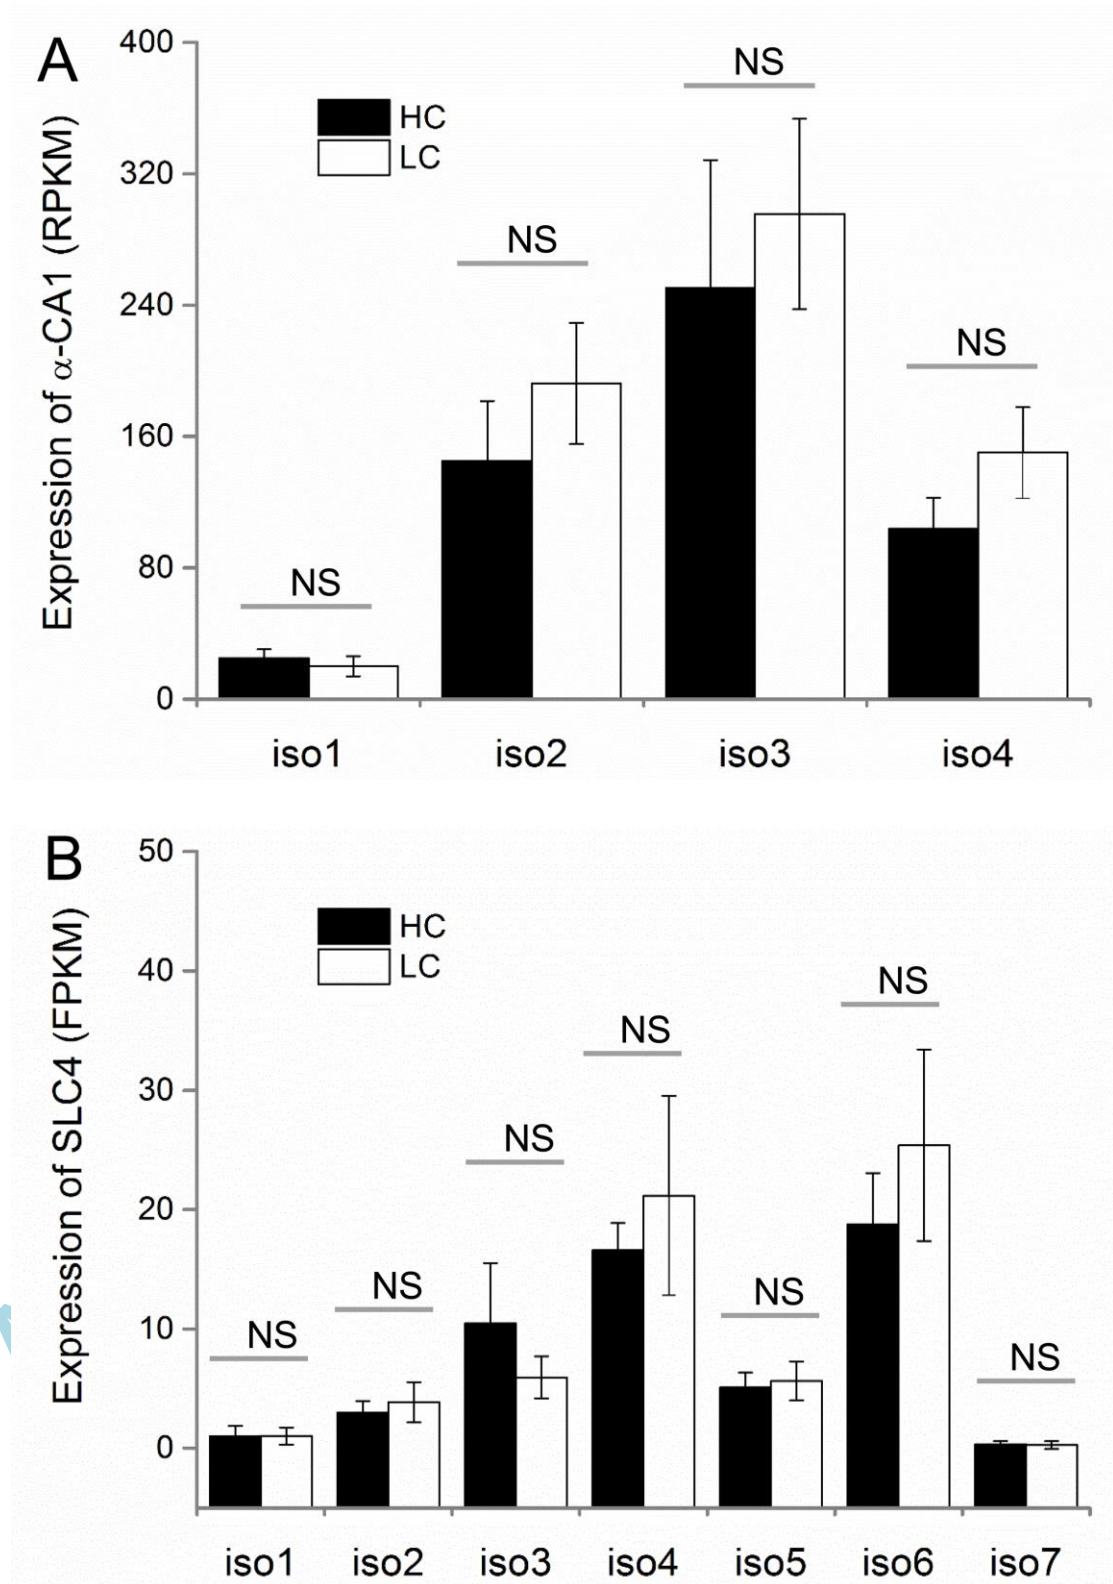 A
Expression of α-CA1 (RPKM)
400
320
240
160
80
0
HC
LC
NS
NS
NS
NS
iso1 iso2 iso3 iso4
B
Expression of SLC4 (FPKM)
50
40
30
20
10
0
HC
LC
NS
NS
NS
NS
NS
NS
NS
iso1 iso2 iso3 iso4 iso5 iso6 iso7